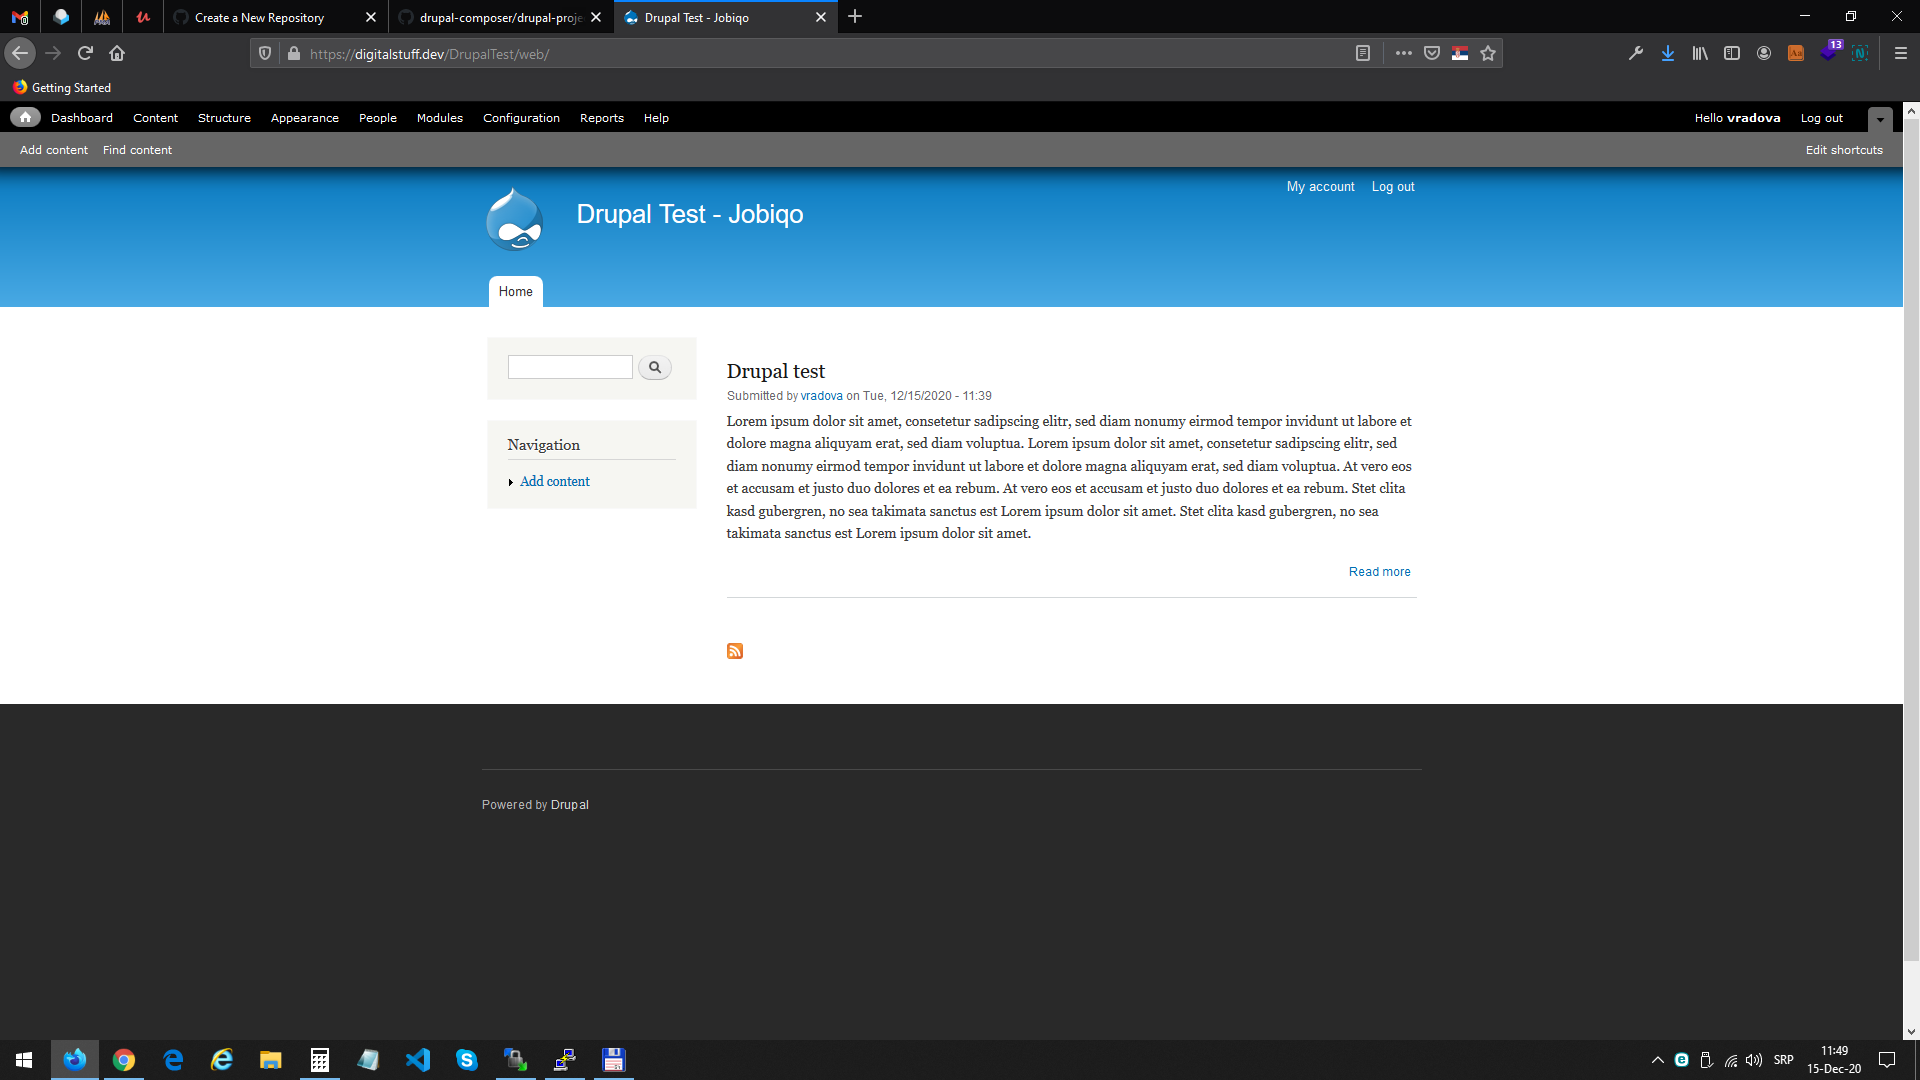 Create a New Repository
drupal-composer/drupal-proje
Drupal Test - Jobiqo
https://digitalstuff.dev/DrupalTest/web/
13
Getting Started
Dashboard Content Structure Appearance People Modules Configuration Reports Help
Hello vradova Log out
Add content Find content
Edit shortcuts
My account Log out
Drupal Test - Jobiqo
Home
Drupal test
Submitted by vradova on Tue, 12/15/2020 - 11:39
Lorem ipsum dolor sit amet, consetetur sadipscing elitr, sed diam nonumy eirmod tempor invidunt ut labore et
dolore magna aliquyam erat, sed diam voluptua. Lorem ipsum dolor sit amet, consetetur sadipscing elitr, sed
diam nonumy eirmod tempor invidunt ut labore et dolore magna aliquyam erat, sed diam voluptua. At vero eos
et accusam et justo duo dolores et ea rebum. At vero eos et accusam et justo duo dolores et ea rebum. Stet clita
kasd gubergren, no sea takimata sanctus est Lorem ipsum dolor sit amet. Stet clita kasd gubergren, no sea
takimata sanctus est Lorem ipsum dolor sit amet.
Read more
Navigation
Add content
Powered by Drupal
SRP
11:49
15-Dec-20